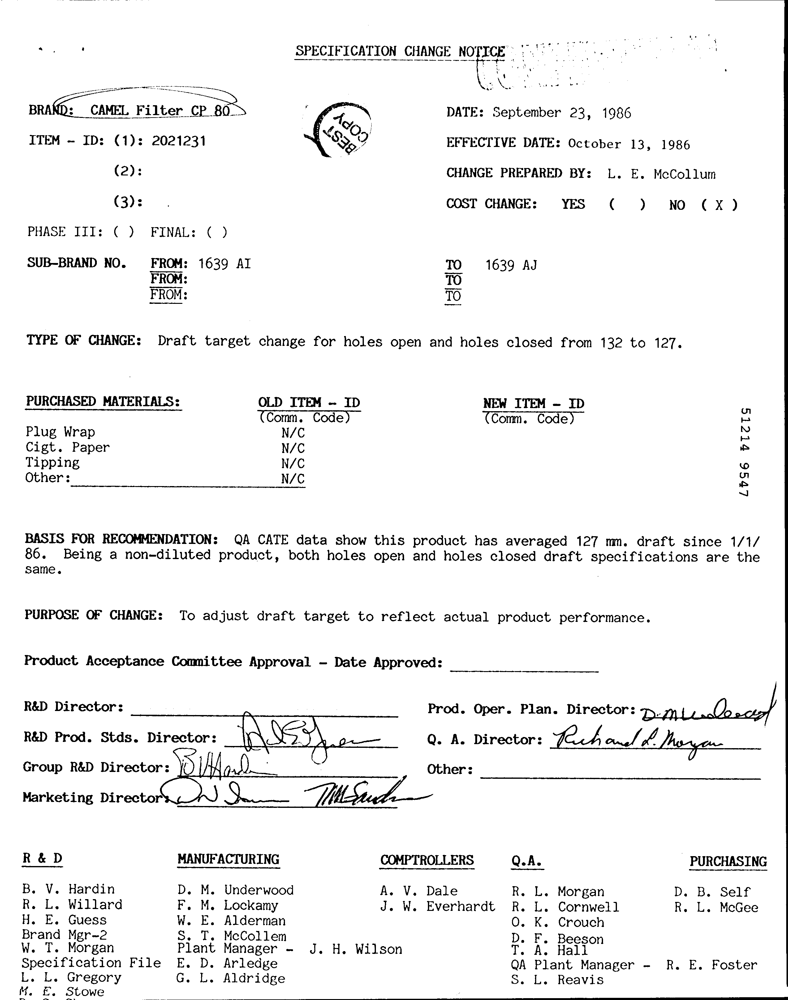 SPECIFICATION CHANGE NOTICE
BRAND: CAMEL Filter CP 80
BEST COPY
DATE: September 23, 1986
ITEM - ID: (1): 2021231
EFFECTIVE DATE: October 13, 1986
(2):
CHANGE PREPARED BY: L. E. McCollum
(3):
COST CHANGE: YES ( ) NO ( X )
PHASE III: ( ) FINAL: ( )
SUB-BRAND NO. FROM: 1639 AI TO 1639 AJ
FROM: TO
FROM: TO
TYPE OF CHANGE: Draft target change for holes open and holes closed from 132 to 127.
PURCHASED MATERIALS: OLD ITEM - ID NEW ITEM - ID
(Comm. Code) (Comm. Code)
Plug Wrap N/C
Cigt. Paper N/C
Tipping N/C
Other: N/C
51214 9547
BASIS FOR RECOMMENDATION: QA CATE data show this product has averaged 127 mm. draft since 1/1/
86. Being a non-diluted product, both holes open and holes closed draft specifications are the
same.
PURPOSE OF CHANGE: To adjust draft target to reflect actual product performance.
Product Acceptance Committee Approval - Date Approved:
R&D Director:
Prod. Oper. Plan. Director: D M Underwood
R&D Prod. Stds. Director:
Q. A. Director: Richard L. Morgan
Group R&D Director: B V Hardin
Other:
Marketing Director:
R & D MANUFACTURING COMPTROLLERS Q.A. PURCHASING
B. V. Hardin D. M. Underwood A. V. Dale R. L. Morgan D. B. Self
R. L. Willard F. M. Lockamy J. W. Everhardt R. L. Cornwell R. L. McGee
H. E. Guess W. E. Alderman O. K. Crouch
Brand Mgr-2 S. T. McCollem D. F. Beeson
W. T. Morgan Plant Manager - J. H. Wilson T. A. Hall
Specification File E. D. Arledge QA Plant Manager - R. E. Foster
L. L. Gregory G. L. Aldridge S. L. Reavis
M. E. Stowe